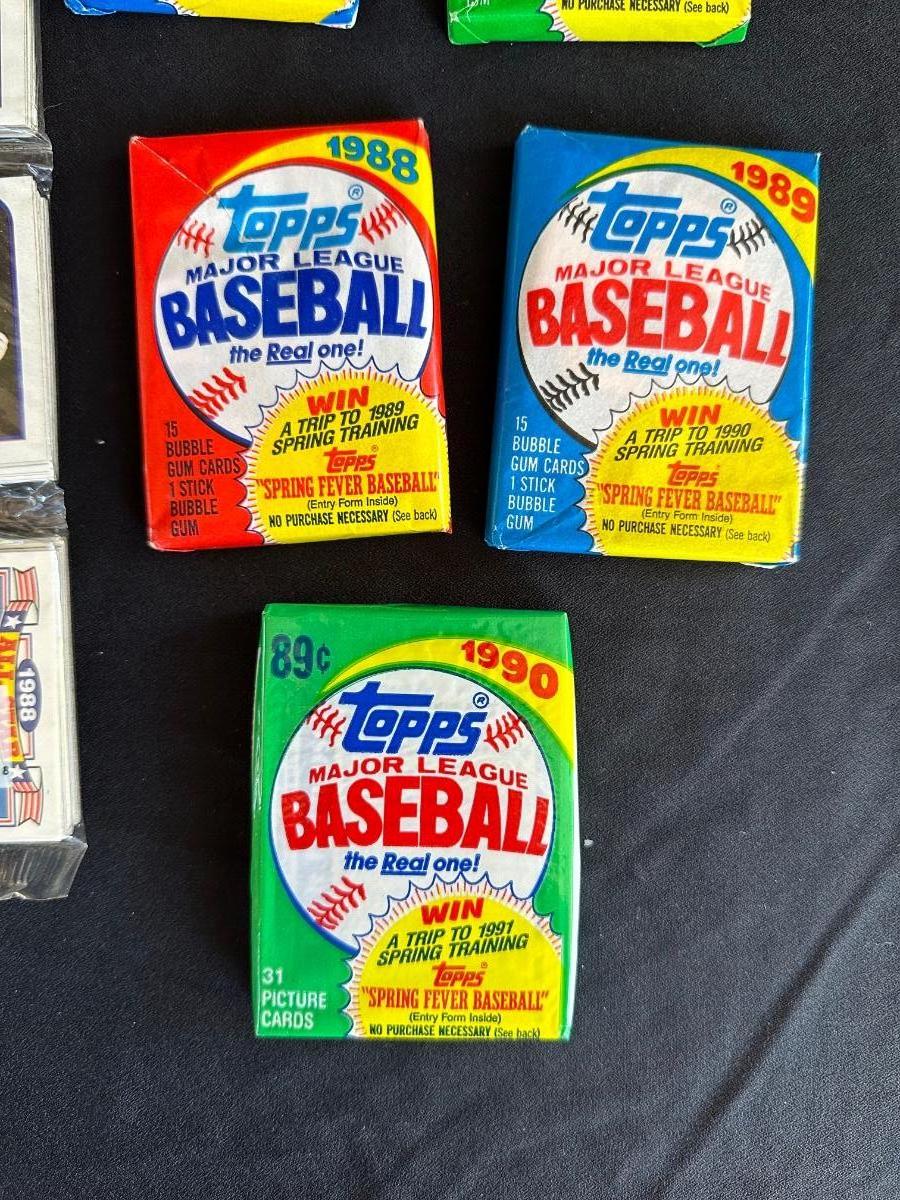 NO PURCHASE NECESSARY (See back)
1988
topps®
MAJOR LEAGUE
BASEBALL
the Real one!
WIN
A TRIP TO 1989
SPRING TRAINING
topps®
"SPRING FEVER BASEBALL"
(Entry Form Inside)
NO PURCHASE NECESSARY (See back)
15
BUBBLE
GUM CARDS
1 STICK
BUBBLE
GUM
1989
topps®
MAJOR LEAGUE
BASEBALL
the Real one!
WIN
A TRIP TO 1990
SPRING TRAINING
topps®
"SPRING FEVER BASEBALL"
(Entry Form Inside)
NO PURCHASE NECESSARY (See back)
15
BUBBLE
GUM CARDS
1 STICK
BUBBLE
GUM
89¢
1990
topps®
MAJOR LEAGUE
BASEBALL
the Real one!
WIN
A TRIP TO 1991
SPRING TRAINING
topps®
"SPRING FEVER BASEBALL"
(Entry Form Inside)
NO PURCHASE NECESSARY (See back)
31
PICTURE
CARDS
1988